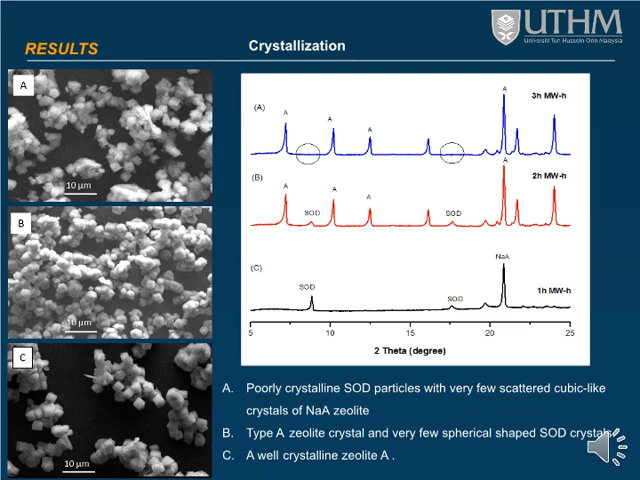 UTHM
Universiti Tun Hussein Onn Malaysia
RESULTS
Crystallization
A
10 µm
B
10 µm
C
10 µm
(A)
A
A
A
A
3h MW-h
(B)
A
SOD
A
A
SOD
A
2h MW-h
(C)
SOD
SOD
NaA
1h MW-h
5 10 15 20 25
2 Theta (degree)
A. Poorly crystalline SOD particles with very few scattered cubic-like
crystals of NaA zeolite
B. Type A zeolite crystal and very few spherical shaped SOD crystals
C. A well crystalline zeolite A .